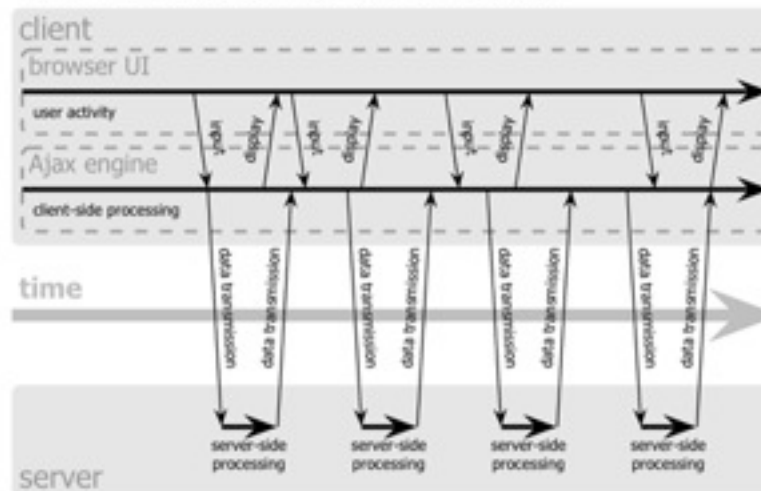 client
browser UI
user activity
input
display
input
display
input
display
input
display
Ajax engine
client-side processing
data transmission
data transmission
data transmission
data transmission
data transmission
data transmission
data transmission
data transmission
time
server-side
processing
server-side
processing
server-side
processing
server-side
processing
server